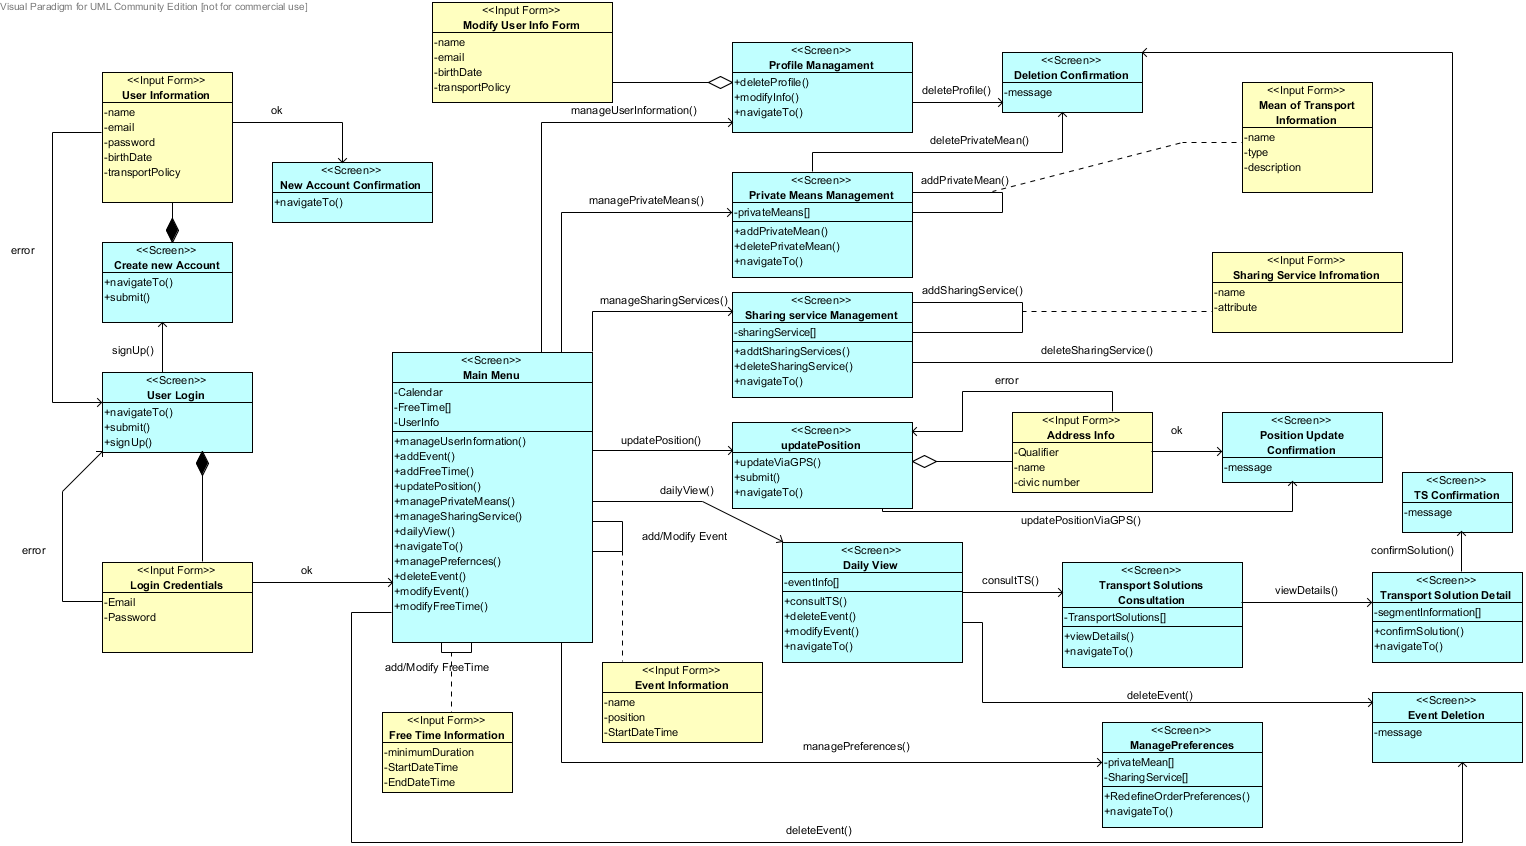 Visual Paradigm for UML Community Edition [not for commercial use]
<<Input Form>>
Modify User Info Form
-name
-email
-birthDate
-transportPolicy
<<Input Form>>
User Information
-name
-email
-password
-birthDate
-transportPolicy
ok
<<Screen>>
New Account Confirmation
+navigateTo()
error
<<Screen>>
Create new Account
+navigateTo()
+submit()
signUp()
<<Screen>>
User Login
+navigateTo()
+submit()
+signUp()
error
<<Input Form>>
Login Credentials
-Email
-Password
ok
<<Screen>>
Main Menu
-Calendar
-FreeTime[]
-UserInfo
+manageUserInformation()
+addEvent()
+addFreeTime()
+updatePosition()
+managePrivateMeans()
+manageSharingService()
+dailyView()
+navigateTo()
+managePrefernces()
+deleteEvent()
+modifyEvent()
+modifyFreeTime()
add/Modify FreeTime
<<Input Form>>
Free Time Information
-minimumDuration
-StartDateTime
-EndDateTime
manageUserInformation()
<<Screen>>
Profile Managament
+deleteProfile()
+modifyInfo()
+navigateTo()
deleteProfile()
<<Screen>>
Deletion Confirmation
-message
deletePrivateMean()
<<Input Form>>
Mean of Transport
Information
-name
-type
-description
managePrivateMeans()
<<Screen>>
Private Means Management
-privateMeans[]
+addPrivateMean()
+deletePrivateMean()
+navigateTo()
addPrivateMean()
manageSharingServices()
<<Screen>>
Sharing service Management
-sharingService[]
+addtSharingServices()
+deleteSharingService()
+navigateTo()
addSharingService()
<<Input Form>>
Sharing Service Infromation
-name
-attribute
deleteSharingService()
error
updatePosition()
<<Screen>>
updatePosition
+updateViaGPS()
+submit()
+navigateTo()
<<Input Form>>
Address Info
-Qualifier
-name
-civic number
ok
<<Screen>>
Position Update
Confirmation
-message
updatePositionViaGPS()
<<Screen>>
TS Confirmation
-message
confirmSolution()
dailyView()
add/Modify Event
<<Screen>>
Daily View
-eventInfo[]
+consultTS()
+deleteEvent()
+modifyEvent()
+navigateTo()
consultTS()
<<Screen>>
Transport Solutions
Consultation
-TransportSolutions[]
+viewDetails()
+navigateTo()
viewDetails()
<<Screen>>
Transport Solution Detail
-segmentInformation[]
+confirmSolution()
+navigateTo()
<<Input Form>>
Event Information
-name
-position
-StartDateTime
deleteEvent()
<<Screen>>
Event Deletion
-message
managePreferences()
<<Screen>>
ManagePreferences
-privateMean[]
-SharingService[]
+RedefineOrderPreferences()
+navigateTo()
deleteEvent()